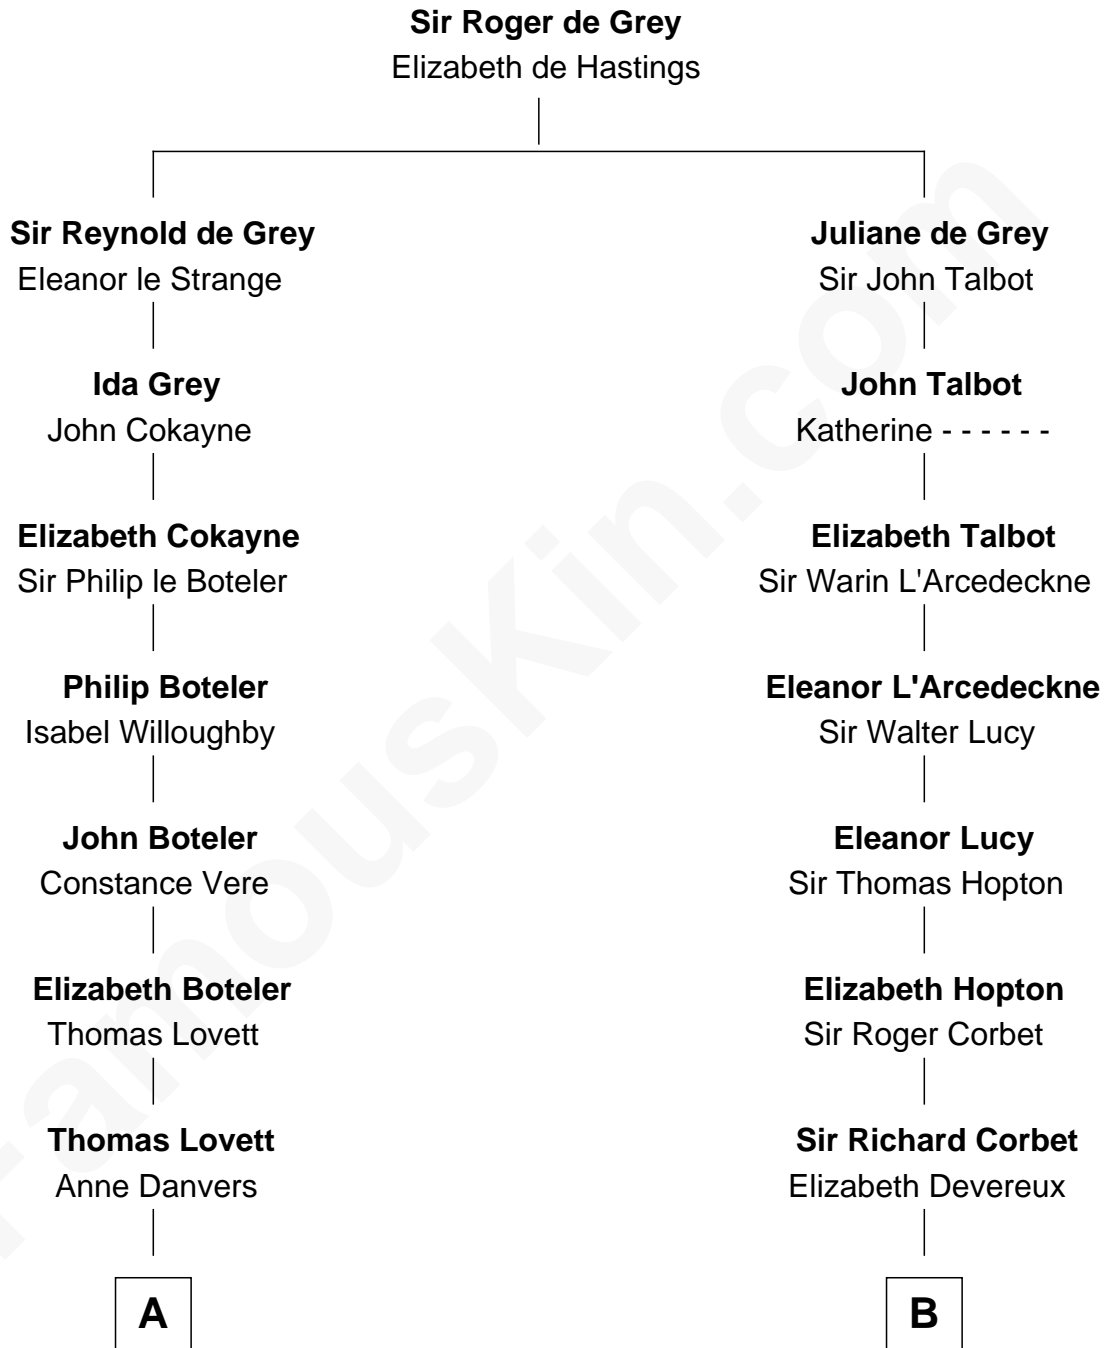 Sir Roger de Grey
Elizabeth de Hastings
Sir Reynold de Grey
Eleanor le Strange
Juliane de Grey
Sir John Talbot
Ida Grey
John Cokayne
John Talbot
Katherine - - - - - -
Elizabeth Cokayne
Sir Philip le Boteler
Elizabeth Talbot
Sir Warin L'Arcedeckne
Philip Boteler
Isabel Willoughby
Eleanor L'Arcedeckne
Sir Walter Lucy
John Boteler
Constance Vere
Eleanor Lucy
Sir Thomas Hopton
Elizabeth Boteler
Thomas Lovett
Elizabeth Hopton
Sir Roger Corbet
Thomas Lovett
Anne Danvers
Sir Richard Corbet
Elizabeth Devereux
A
B
FamousKin.com